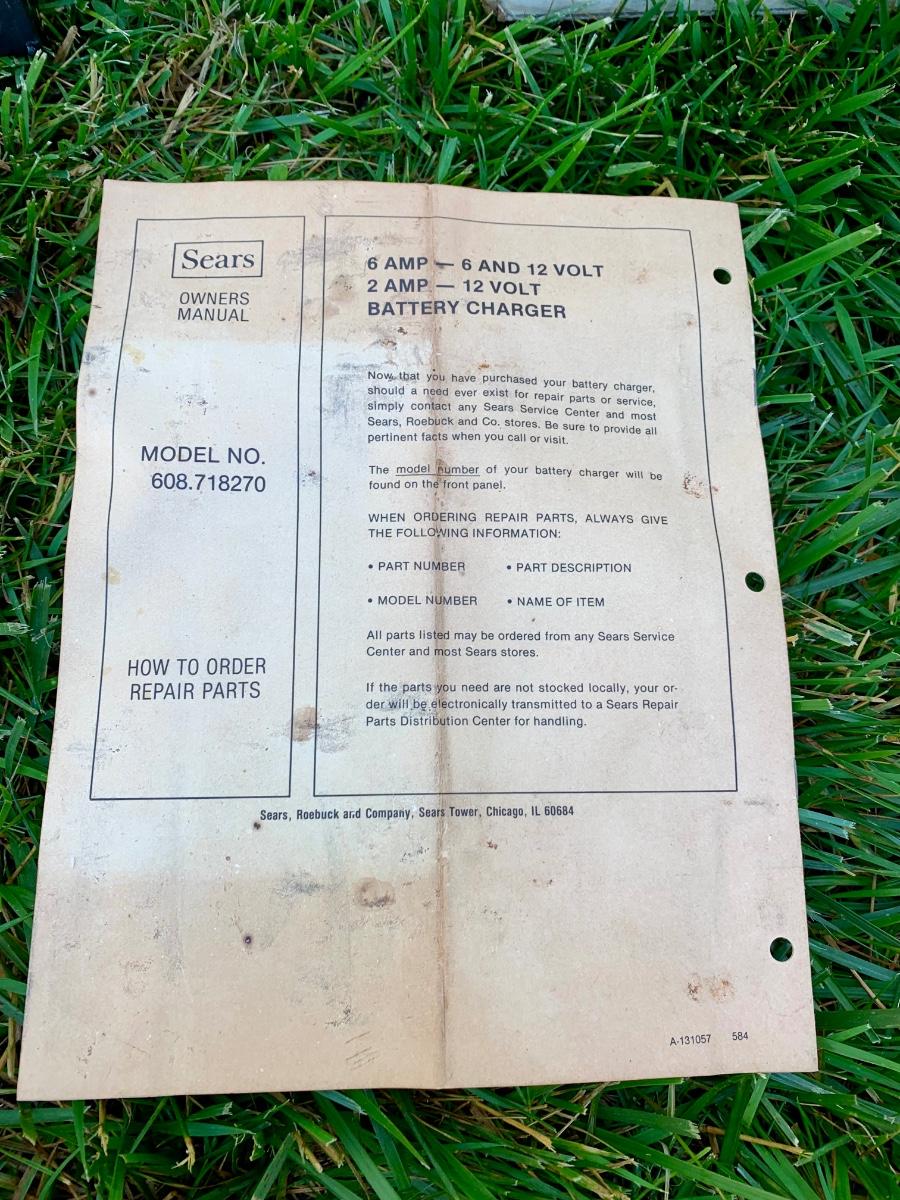 Sears
OWNERS
MANUAL
MODEL NO.
608.718270
HOW TO ORDER
REPAIR PARTS
6 AMP — 6 AND 12 VOLT
2 AMP — 12 VOLT
BATTERY CHARGER
Now that you have purchased your battery charger,
should a need ever exist for repair parts or service,
simply contact any Sears Service Center and most
Sears, Roebuck and Co. stores. Be sure to provide all
pertinent facts when you call or visit.
The model number of your battery charger will be
found on the front panel.
WHEN ORDERING REPAIR PARTS, ALWAYS GIVE
THE FOLLOWING INFORMATION:
• PART NUMBER • PART DESCRIPTION
• MODEL NUMBER • NAME OF ITEM
All parts listed may be ordered from any Sears Service
Center and most Sears stores.
If the parts you need are not stocked locally, your or-
der will be electronically transmitted to a Sears Repair
Parts Distribution Center for handling.
Sears, Roebuck and Company, Sears Tower, Chicago, IL 60684
A-131057 584